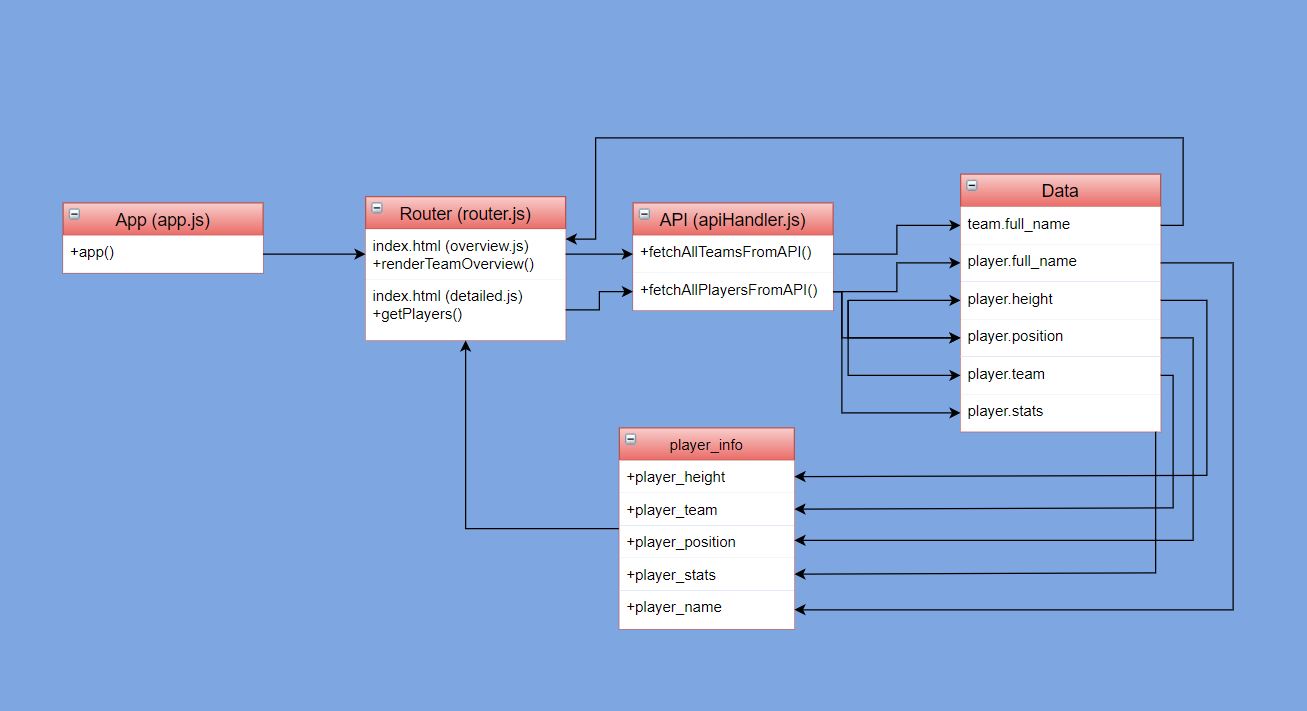 App (app.js)
+app()
Router (router.js)
index.html (overview.js)
+renderTeamOverview()
index.html (detailed.js)
+getPlayers()
API (apiHandler.js)
+fetchAllTeamsFromAPI()
+fetchAllPlayersFromAPI()
Data
team.full_name
player.full_name
player.height
player.position
player.team
player.stats
player_info
+player_height
+player_team
+player_position
+player_stats
+player_name